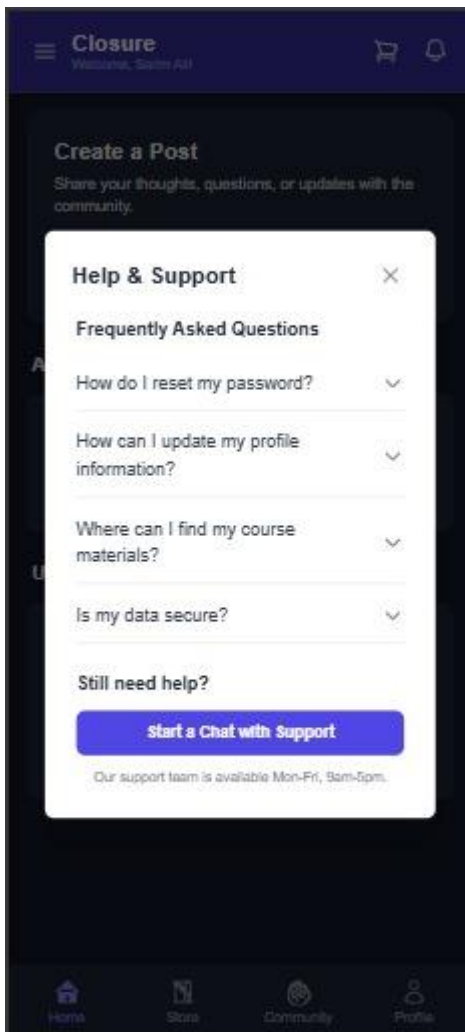 Closure
Welcome, Saim Ali!
Create a Post
Share your thoughts, questions, or updates with the
community.
Help & Support
Frequently Asked Questions
A
How do I reset my password?
How can I update my profile
information?
Where can I find my course
materials?
U
Is my data secure?
Still need help?
Start a Chat with Support
Our support team is available Mon-Fri, 9am-5pm.
Home
Store
Community
Profile